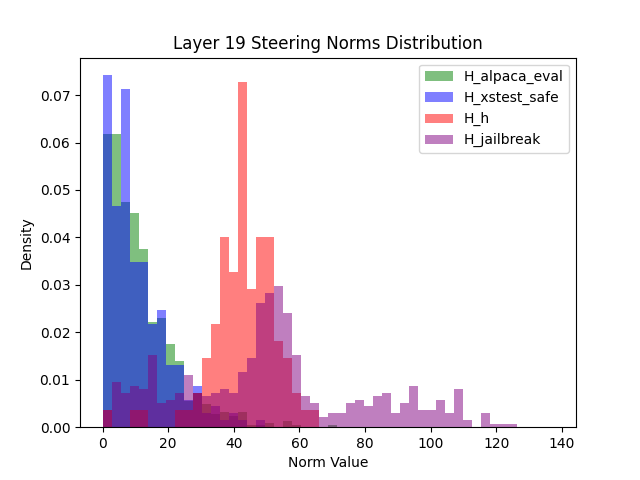 Layer 19 Steering Norms Distribution
H_alpaca_eval
H_xstest_safe
H_h
H_jailbreak
Density
0.07
0.06
0.05
0.04
0.03
0.02
0.01
0.00
0 20 40 60 80 100 120 140
Norm Value